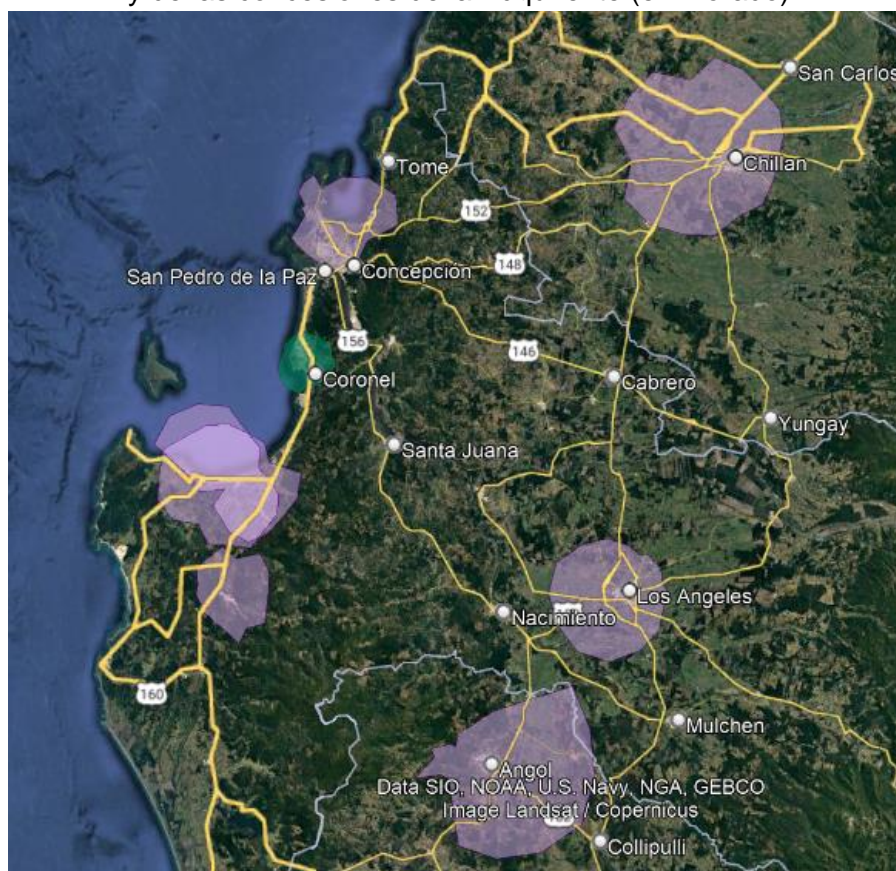 San Carlos
Chillan
Tome
152
148
San Pedro de la Paz
Concepción
156
146
Coronel
Cabrero
Yungay
Santa Juana
Los Angeles
Nacimiento
160
Mulchen
Angol
Data SIO, NOAA, U.S. Navy, NGA, GEBCO
Image Landsat / Copernicus
Collipulli